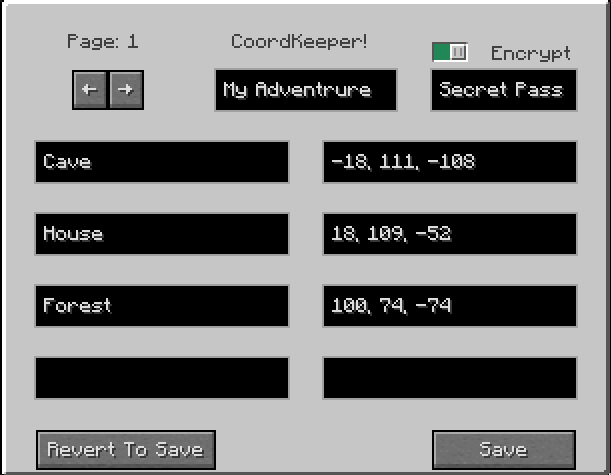 Page: 1
CoordKeeper!
Encrypt
← →
My Adventrure
Secret Pass
Cave
-18, 111, -108
House
18, 109, -52
Forest
100, 74, -74
Revert To Save
Save